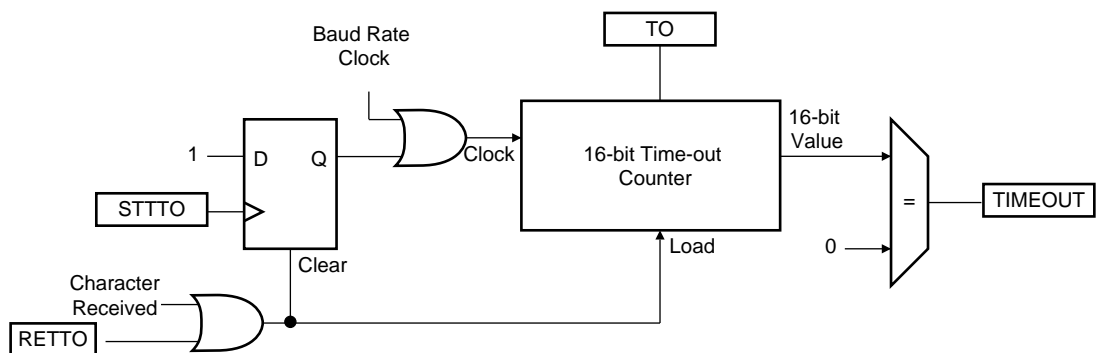 TO
Baud Rate
Clock
16-bit
Value
1
D
Q
Clock
16-bit Time-out
Counter
STTTO
=
TIMEOUT
Clear
Load
0
Character
Received
RETTO